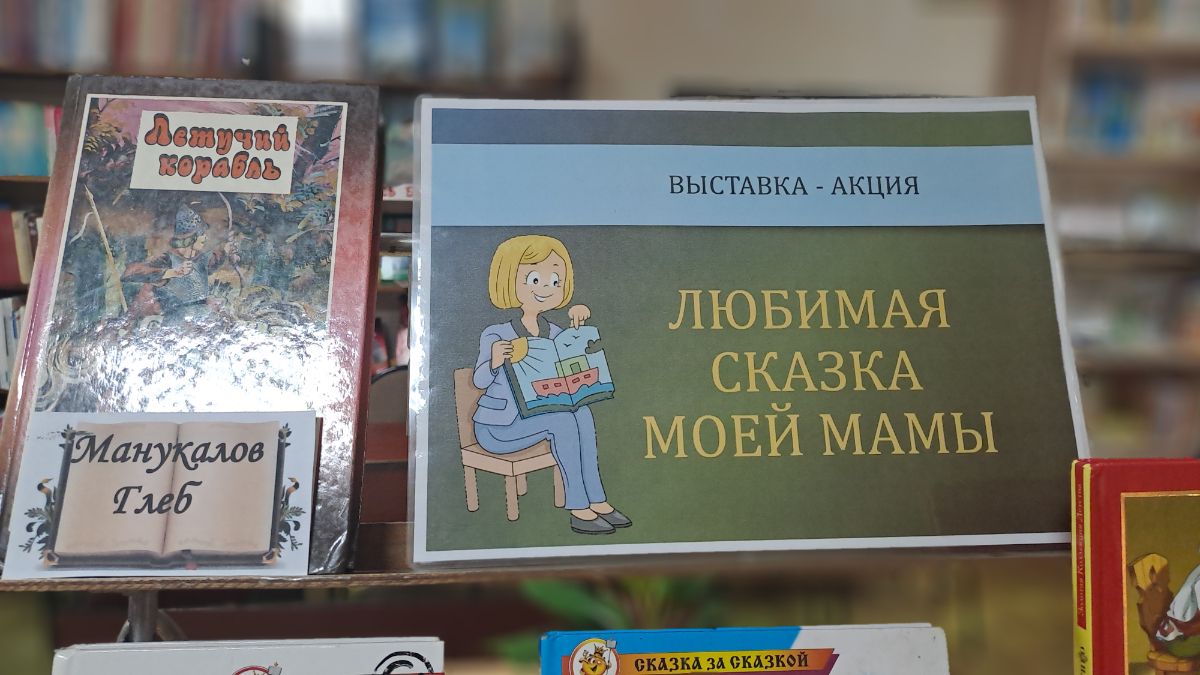 Летучий
корабль
Манукалов
Глеб
ВЫСТАВКА - АКЦИЯ
ЛЮБИМАЯ
СКАЗКА
МОЕЙ МАМЫ
СКАЗКА ЗА СКАЗКОЙ